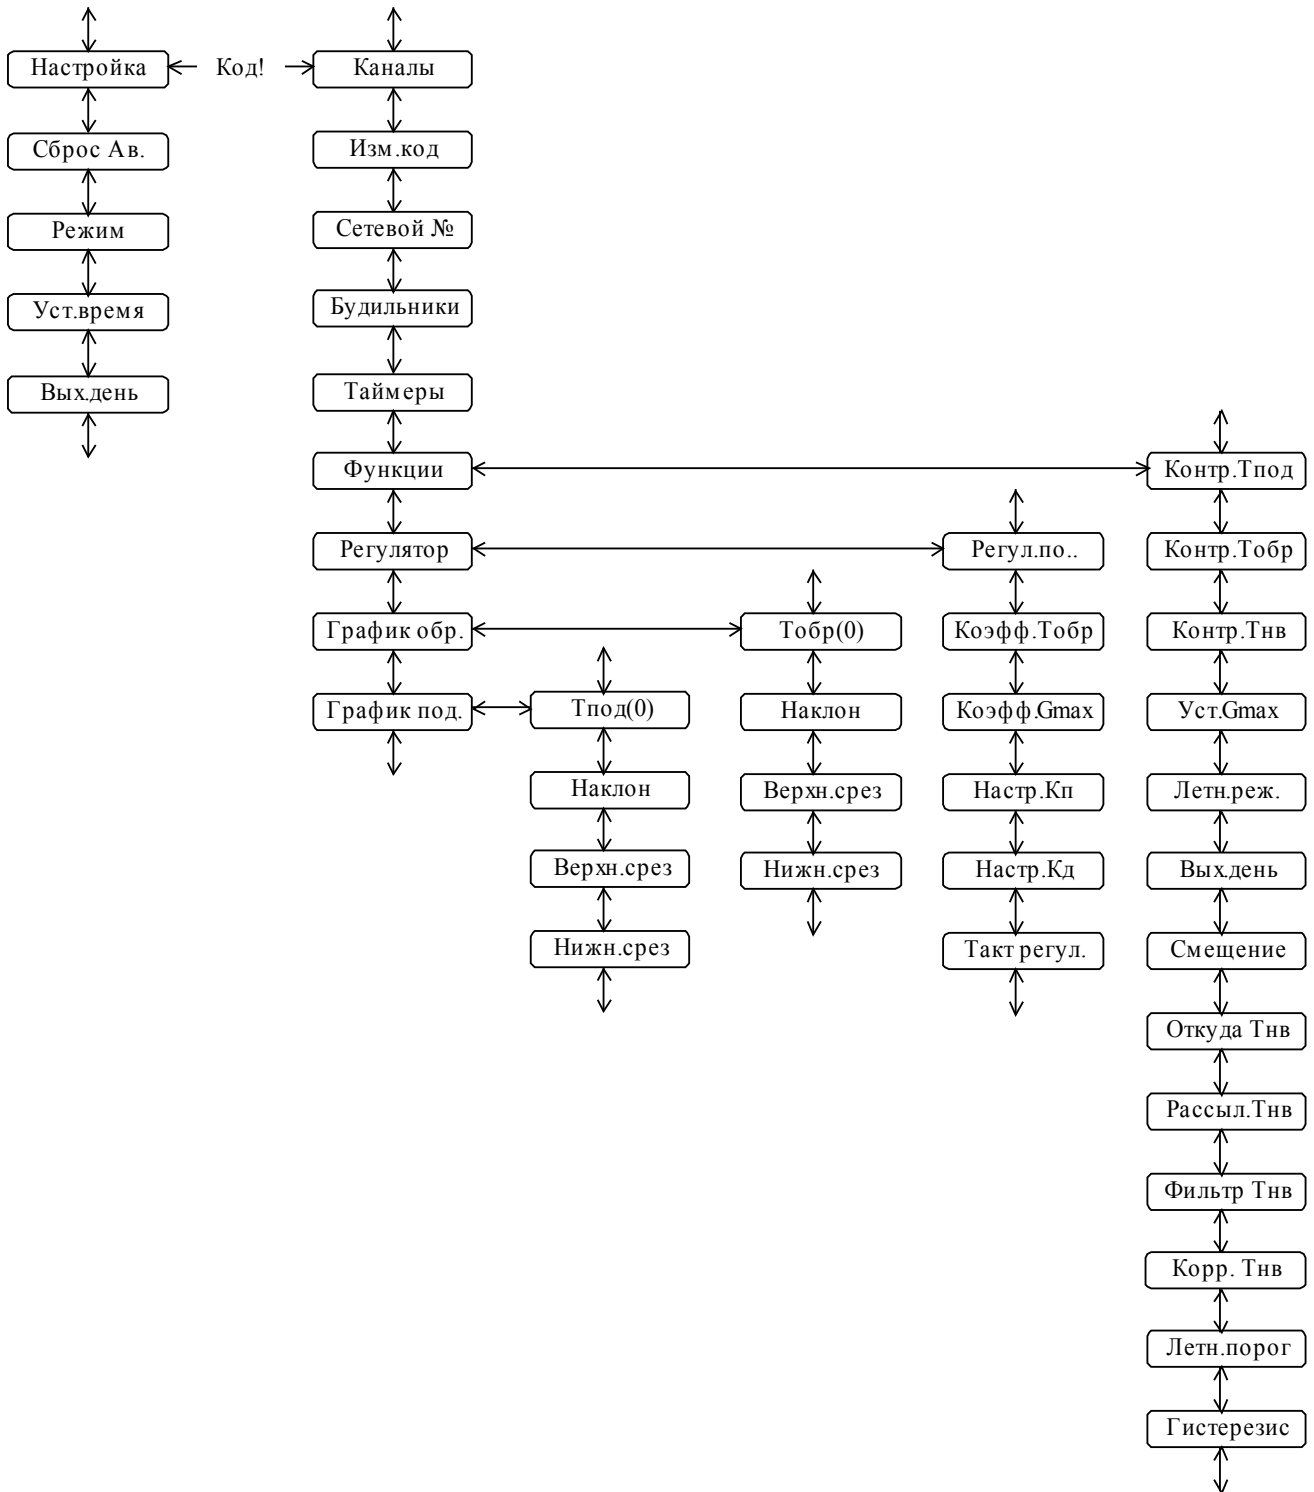 Настройка
Код!
Каналы
Сброс Ав.
Изм.код
Режим
Сетевой №
Уст.время
Будильники
Вых.день
Таймеры
Функции
Контр.Тпод
Регулятор
Регул.по..
Контр.Тобр
График обр.
Тобр(0)
Коэфф.Тобр
Контр.Тнв
График под.
Тпод(0)
Наклон
Коэфф.Gmax
Уст.Gmax
Наклон
Верхн.срез
Настр.Кп
Летн.реж.
Верхн.срез
Нижн.срез
Настр.Кд
Вых.день
Нижн.срез
Такт регул.
Смещение
Откуда Тнв
Рассыл.Тнв
Фильтр Тнв
Корр. Тнв
Летн.порог
Гистерезис